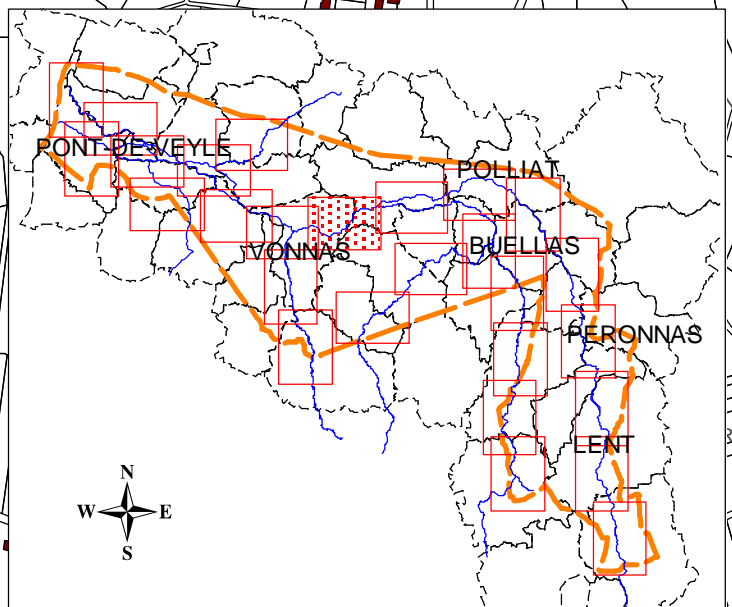 PONT-DE-VEYLE
POLLIAT
VONNAS
BUELLAS
PERONNAS
LENT
N
W E
S